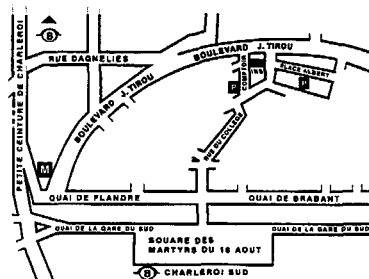 B
RUE DAGNELIES
BOULEVARD J. TIROU
BOULEVARD J. TIROU
PETITE CEINTURE DE CHARLEROI
COMPTOIR
INS
PLACE ALBERT
P
P
RUE DU COLLEGE
M
QUAI DE FLANDRE
QUAI DE BRABANT
QUAI DE LA GARE DU SUD
QUAI DE LA GARE DU SUD
SQUARE DES
MARTYRS DU 18 AOUT
B CHARLEROI SUD